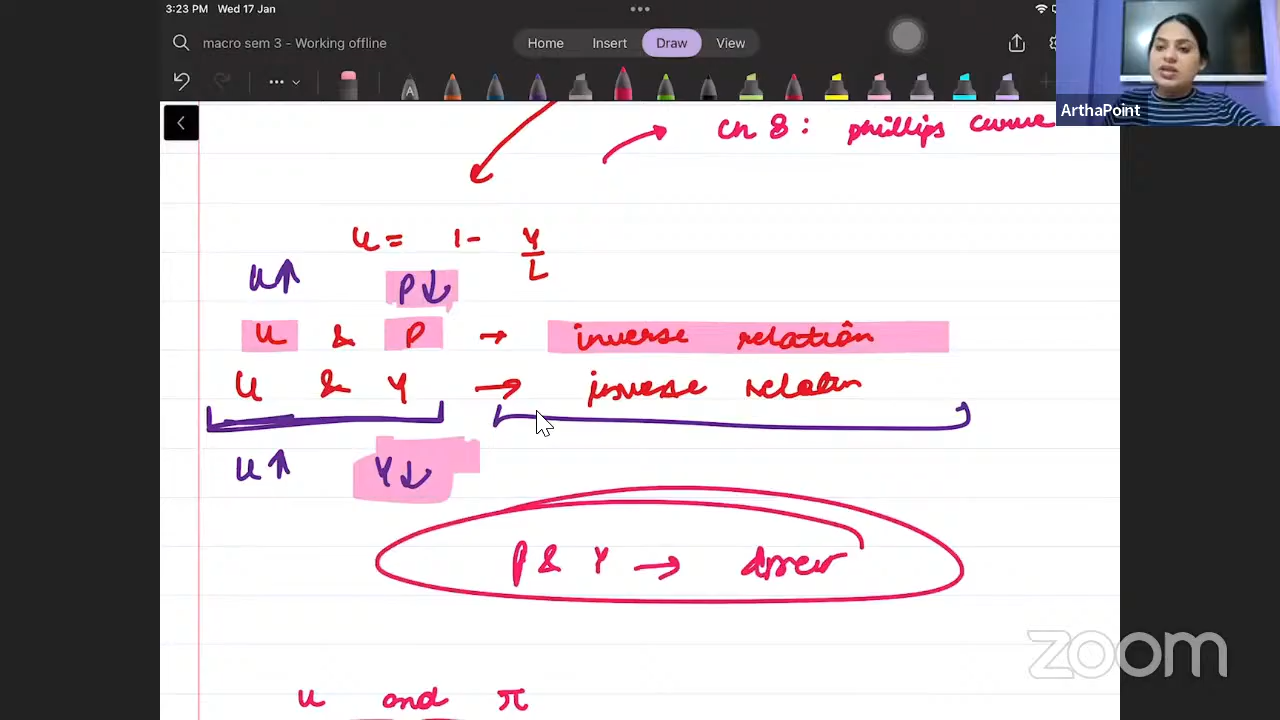 3:23 PM Wed 17 Jan
macro sem 3 - Working offline
Home Insert Draw View
A
ArthaPoint
Ch 8: phillips curve
u = 1 - Y/L
u↑ P↓
u & P → inverse relation
u & Y → inverse relatn
u↑ Y↓
P & Y → direct
zoom
u and π